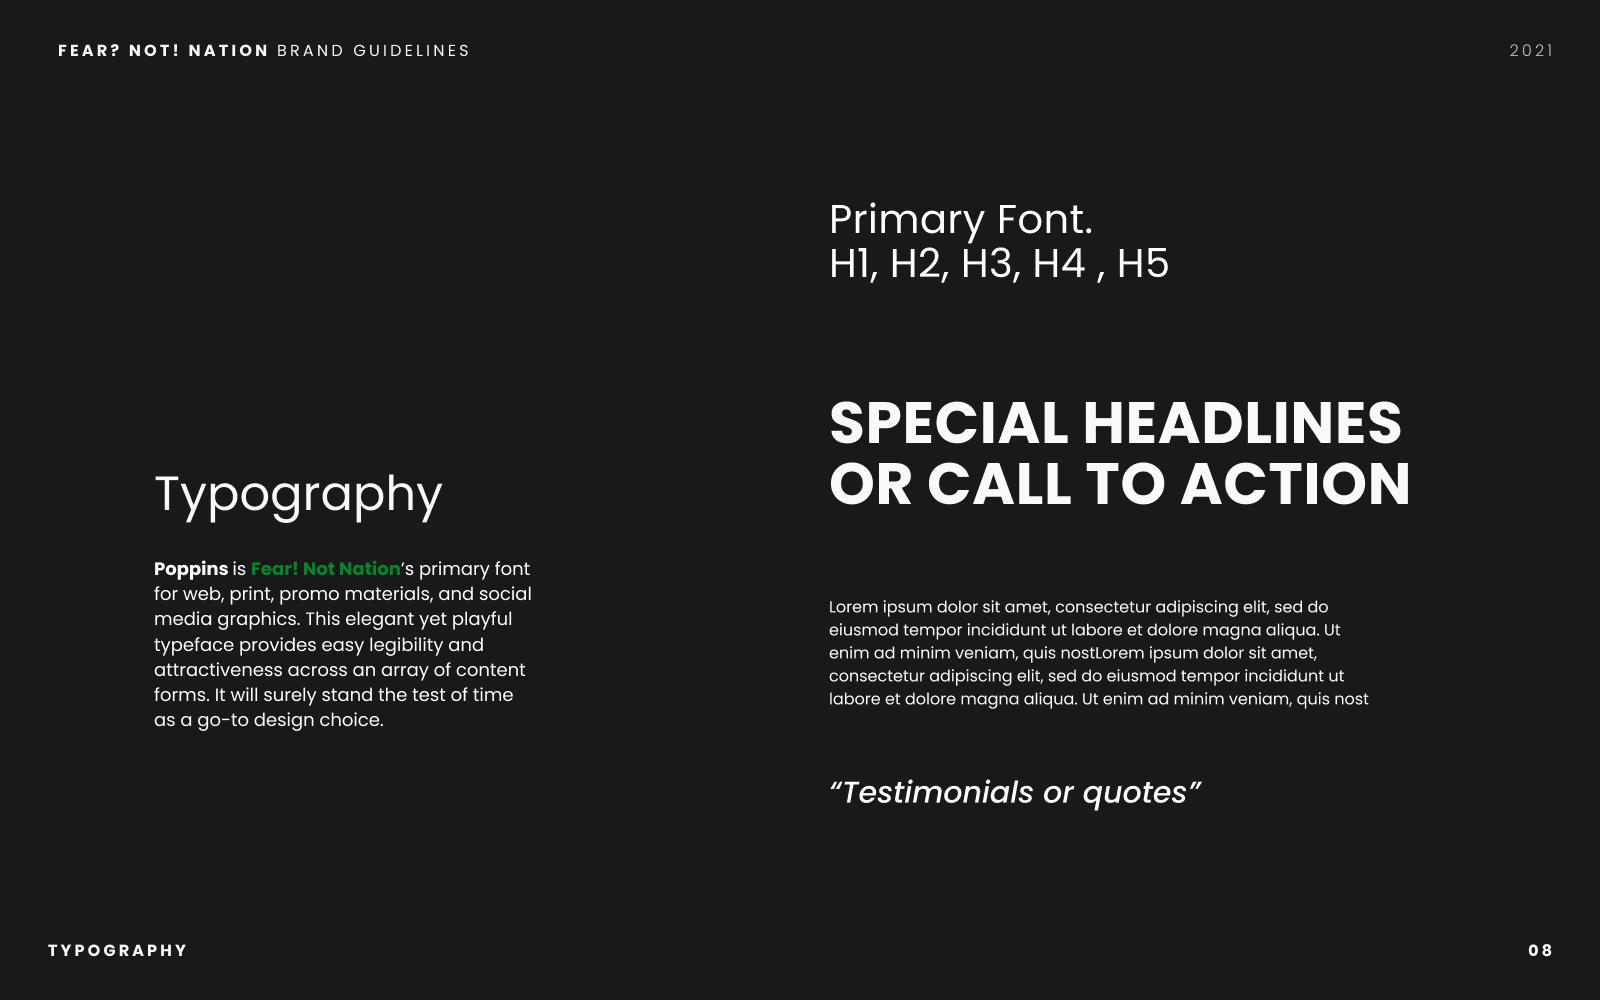 FEAR? NOT! NATION BRAND GUIDELINES
2021
Typography
Poppins is Fear! Not Nation’s primary font
for web, print, promo materials, and social
media graphics. This elegant yet playful
typeface provides easy legibility and
attractiveness across an array of content
forms. It will surely stand the test of time
as a go-to design choice.
Primary Font.
H1, H2, H3, H4 , H5
SPECIAL HEADLINES
OR CALL TO ACTION
Lorem ipsum dolor sit amet, consectetur adipiscing elit, sed do
eiusmod tempor incididunt ut labore et dolore magna aliqua. Ut
enim ad minim veniam, quis nostLorem ipsum dolor sit amet,
consectetur adipiscing elit, sed do eiusmod tempor incididunt ut
labore et dolore magna aliqua. Ut enim ad minim veniam, quis nost
“Testimonials or quotes”
TYPOGRAPHY
08